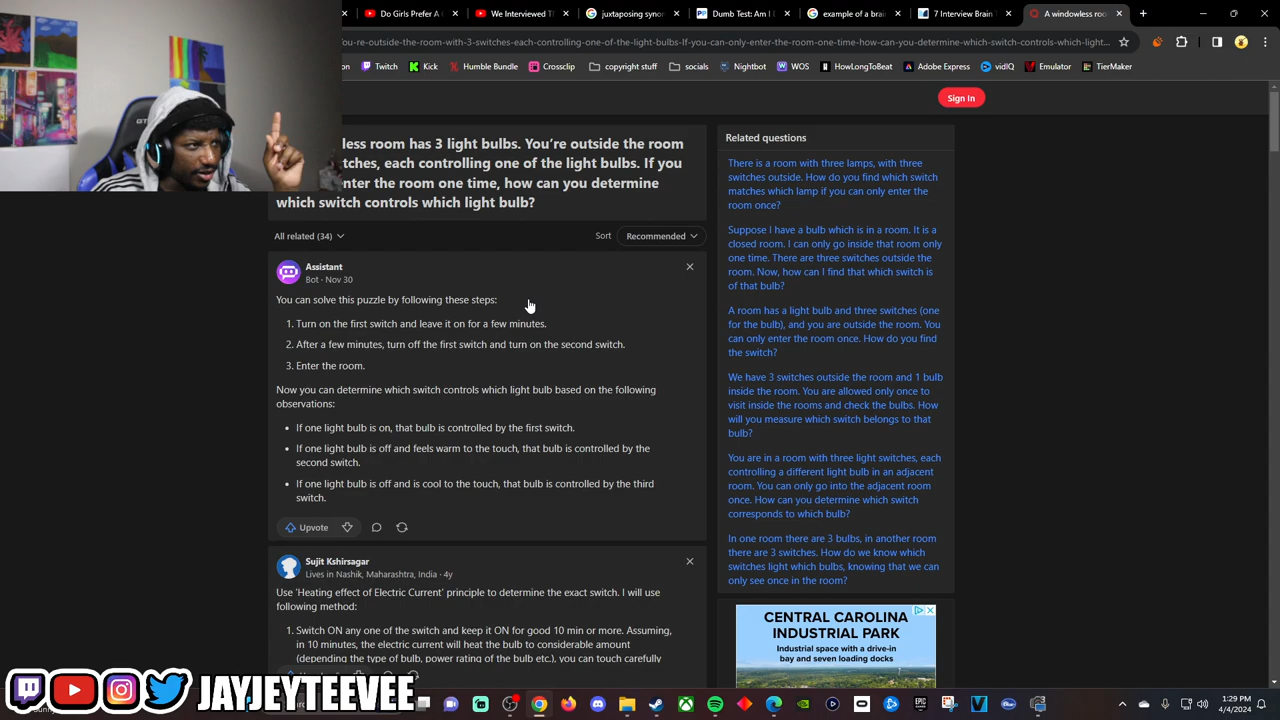 Do Girls Prefer A C
We Interviewed Th
juxtaposing synor
Dumb Test: Am I D
example of a brain
7 Interview Brain T
A windowless roo
ou-re-outside-the-room-with-3-switches-each-controlling-one-of-the-light-bulbs-If-you-can-only-enter-the-room-one-time-how-can-you-determine-which-switch-controls-which-light...
Twitch
Kick
Humble Bundle
Crossclip
copyright stuff
socials
Nightbot
WOS
HowLongToBeat
Adobe Express
vidIQ
Emulator
TierMaker
Sign In
less room has 3 light bulbs. You're outside the room
tches, each controlling one of the light bulbs. If you
nter the room one time, how can you determine
which switch controls which light bulb?
All related (34)
Sort
Recommended
Assistant
Bot · Nov 30
You can solve this puzzle by following these steps:
1. Turn on the first switch and leave it on for a few minutes.
2. After a few minutes, turn off the first switch and turn on the second switch.
3. Enter the room.
Now you can determine which switch controls which light bulb based on the following
observations:
• If one light bulb is on, that bulb is controlled by the first switch.
• If one light bulb is off and feels warm to the touch, that bulb is controlled by the
second switch.
• If one light bulb is off and is cool to the touch, that bulb is controlled by the third
switch.
Upvote
Sujit Kshirsagar
Lives in Nashik, Maharashtra, India · 4y
Use 'Heating effect of Electric Current' principle to determine the exact switch. I will use
following method:
1. Switch ON any one of the switch and keep it ON for good 10 min or more. Assuming,
in 10 minutes, the electric current will heat the bulb to considerable amount
(depending the type of bulb, power rating of the bulb etc.), you can touch carefully
Related questions
There is a room with three lamps, with three
switches outside. How do you find which switch
matches which lamp if you can only enter the
room once?
Suppose I have a bulb which is in a room. It is a
closed room. I can only go inside that room only
one time. There are three switches outside the
room. Now, how can I find that which switch is
of that bulb?
A room has a light bulb and three switches (one
for the bulb), and you are outside the room. You
can only enter the room once. How do you find
the switch?
We have 3 switches outside the room and 1 bulb
inside the room. You are allowed only once to
visit inside the rooms and check the bulbs. How
will you measure which switch belongs to that
bulb?
You are in a room with three light switches, each
controlling a different light bulb in an adjacent
room. You can only go into the adjacent room
once. How can you determine which switch
corresponds to which bulb?
In one room there are 3 bulbs, in another room
there are 3 switches. How do we know which
switches light which bulbs, knowing that we can
only see once in the room?
CENTRAL CAROLINA
INDUSTRIAL PARK
Industrial space with a drive-in
bay and seven loading docks
JAYJEYTEEVEE
1:29 PM
1/4/2024